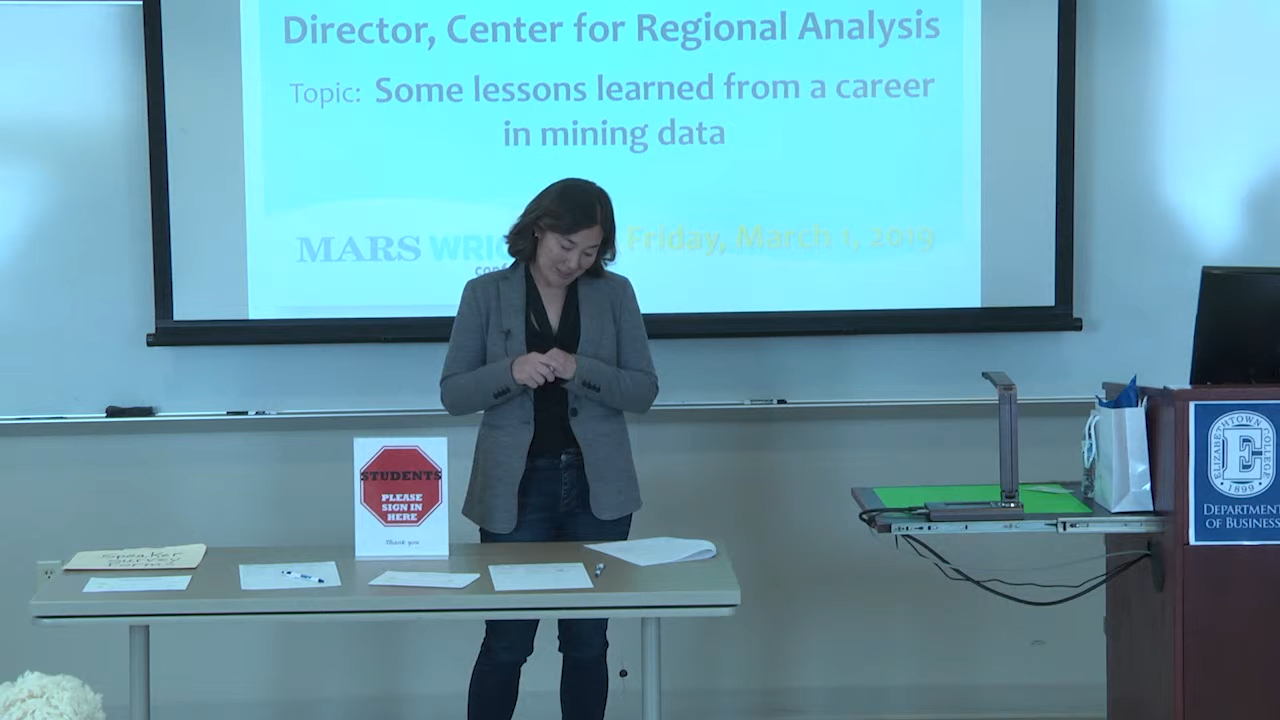 Director, Center for Regional Analysis
Topic: Some lessons learned from a career
in mining data
MARS
Friday, March 1, 2019
STUDENTS
PLEASE
SIGN IN
HERE
Thank you
Speaker
Survey
Forms
ELIZABETHTOWN COLLEGE
E
1899
DEPARTMENT
OF BUSINESS